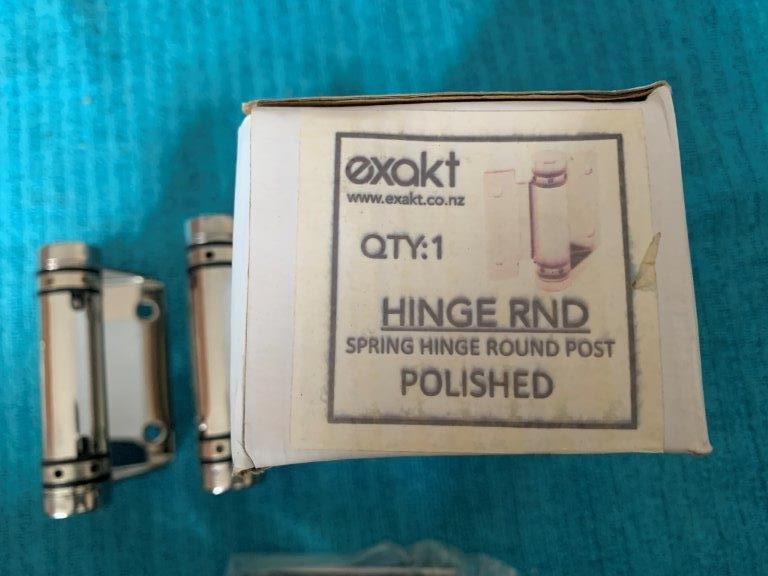 exakt
www.exakt.co.nz
QTY:1
HINGE RND
SPRING HINGE ROUND POST
POLISHED